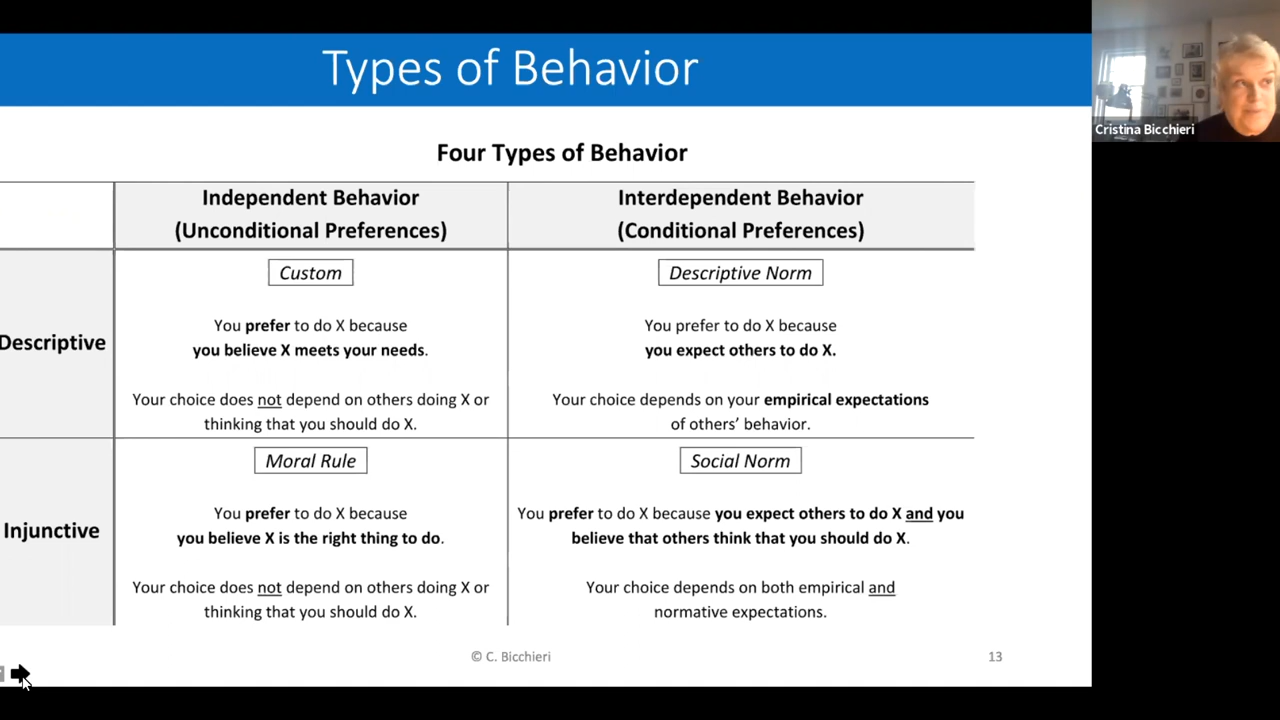 Types of Behavior
Cristina Bicchieri
Four Types of Behavior
Independent Behavior
(Unconditional Preferences)
Interdependent Behavior
(Conditional Preferences)
Descriptive
Custom
You prefer to do X because
you believe X meets your needs.
Your choice does not depend on others doing X or
thinking that you should do X.
Descriptive Norm
You prefer to do X because
you expect others to do X.
Your choice depends on your empirical expectations
of others' behavior.
Injunctive
Moral Rule
You prefer to do X because
you believe X is the right thing to do.
Your choice does not depend on others doing X or
thinking that you should do X.
Social Norm
You prefer to do X because you expect others to do X and you
believe that others think that you should do X.
Your choice depends on both empirical and
normative expectations.
© C. Bicchieri
13